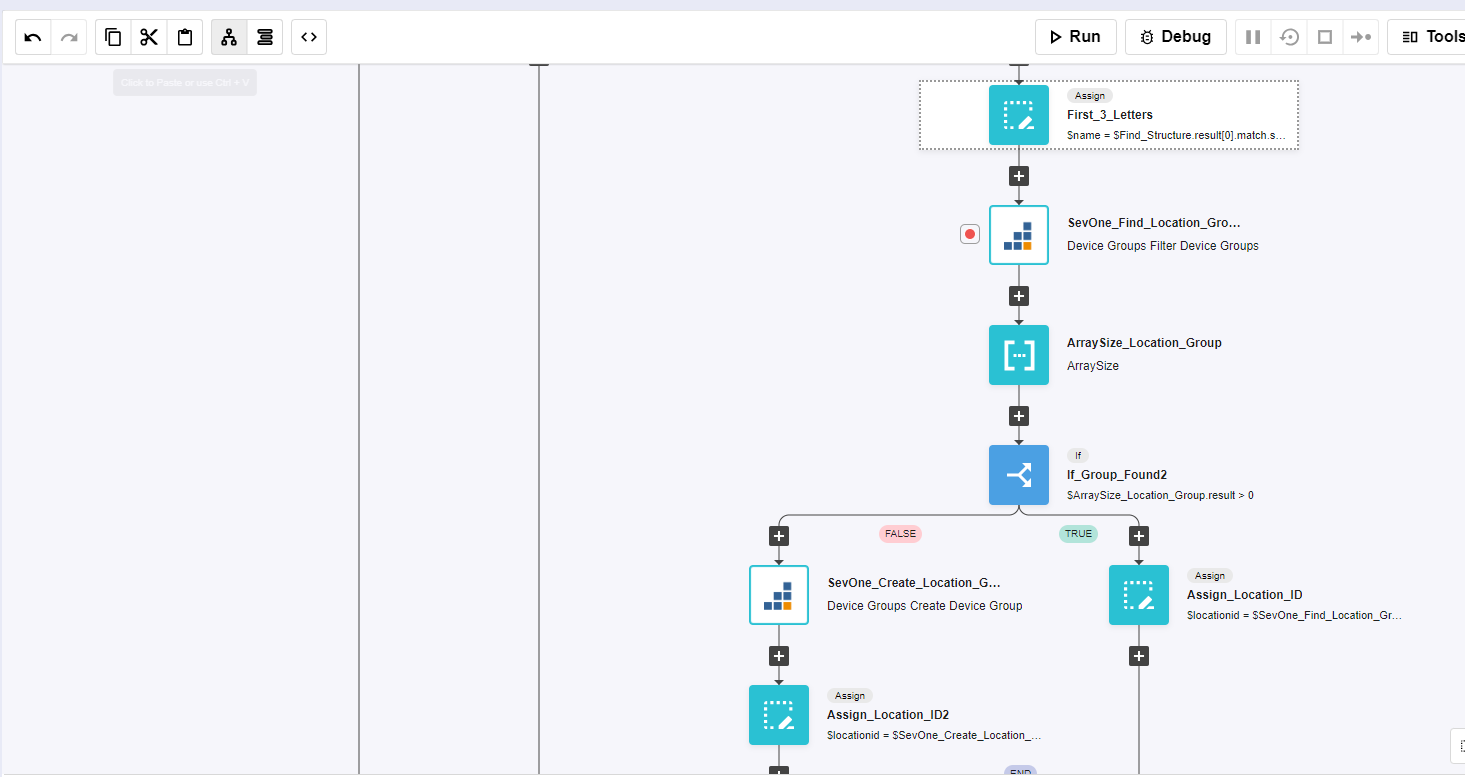 Run
Debug
Tools
Click to Paste or use Ctrl + V
Assign
First_3_Letters
$name = $Find_Structure.result[0].match.s...
SevOne_Find_Location_Gro...
Device Groups Filter Device Groups
ArraySize_Location_Group
ArraySize
If
If_Group_Found2
$ArraySize_Location_Group.result > 0
FALSE
TRUE
SevOne_Create_Location_G...
Device Groups Create Device Group
Assign
Assign_Location_ID
$locationid = $SevOne_Find_Location_Gr...
Assign
Assign_Location_ID2
$locationid = $SevOne_Create_Location_...
END